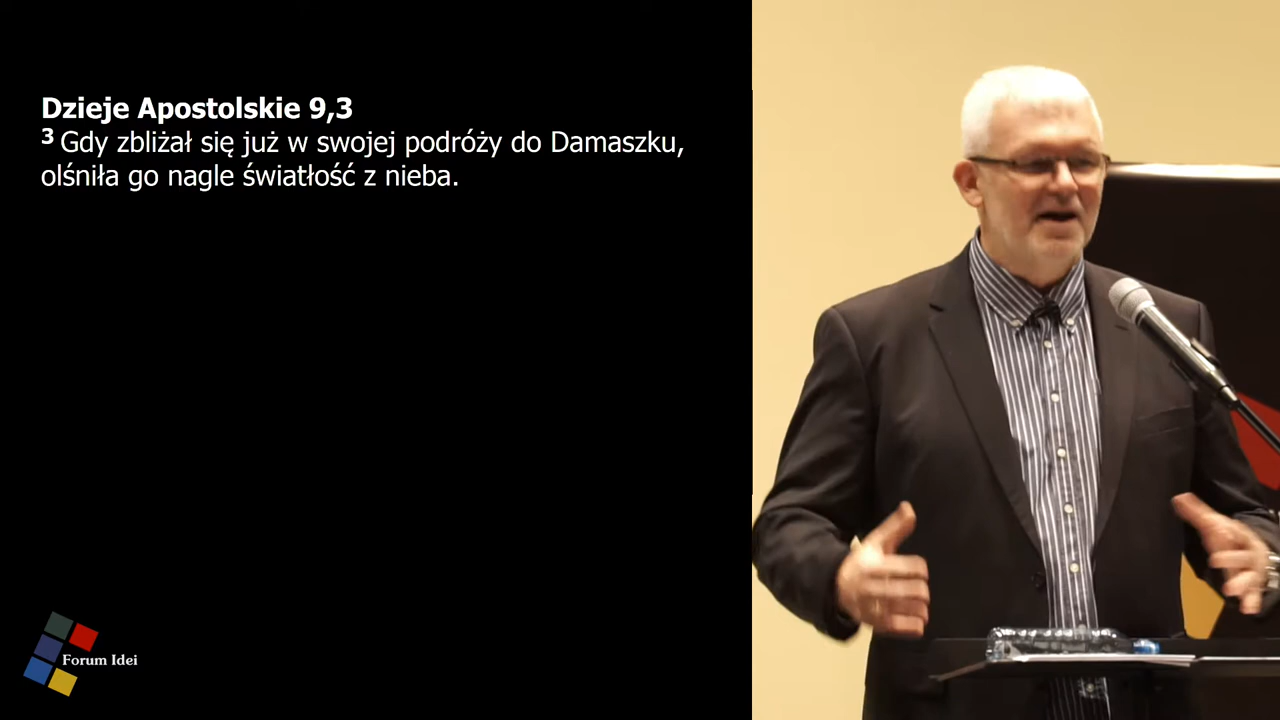 Dzieje Apostolskie 9,3
3 Gdy zbliżał się już w swojej podróży do Damaszku,
olśniła go nagle światłość z nieba.
Forum Idei